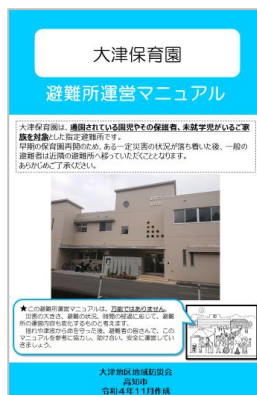 大津保育園
避難所運営マニュアル
大津保育園は、通園されている園児やその保護者、未就学児がいるご家
族を対象とした指定避難所です。
早期の保育園再開のため、ある一定災害の状況が落ち着いた後、一般の
避難者は近隣の避難所へ移っていただくこととなります。
あらかじめご了承ください。
★この避難所運営マニュアルは、万能ではありません。
災害の大きさ、避難の状況、時間の経過に応じて、避難
所の運営内容も変化するものと考えます。
揺れや津波から命を守った後、避難者の皆さんで、この
マニュアルを参考に協力し、助け合い、安全に運営してい
きましょう。
大津地区地域防災会
高知市
令和4年11月作成